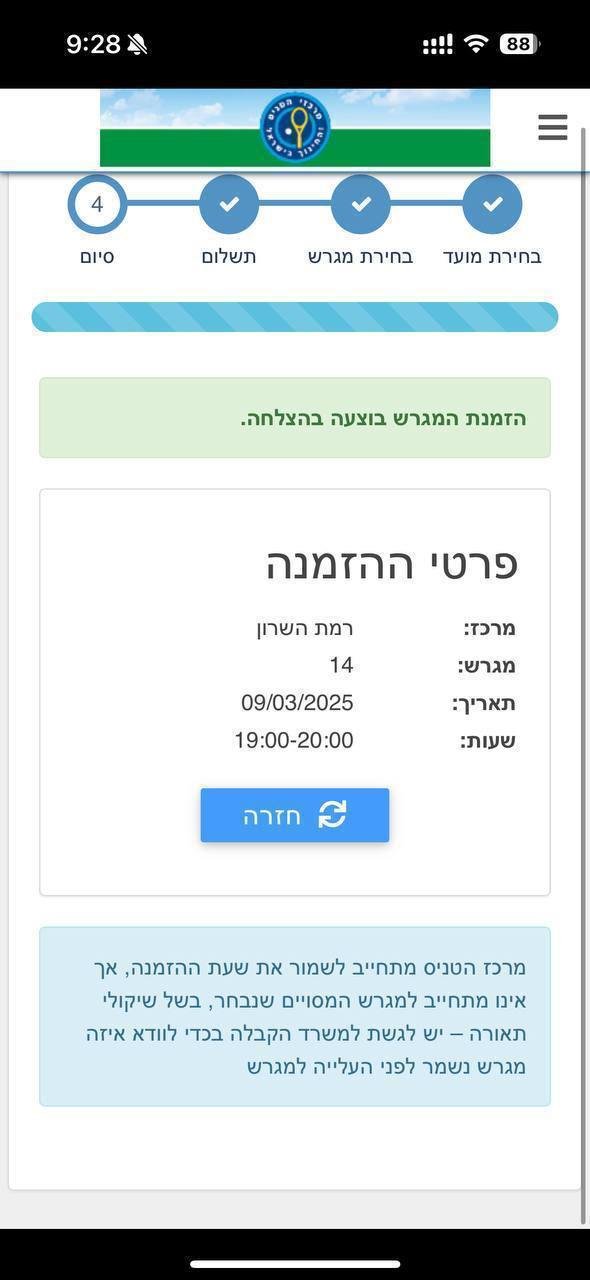 9:28
88
מרכזי הטניס והחינוך בישראל
בחירת מועד
בחירת מגרש
תשלום
4
סיום
הזמנת המגרש בוצעה בהצלחה.
פרטי ההזמנה
מרכז: רמת השרון
מגרש: 14
תאריך: 09/03/2025
שעות: 19:00-20:00
חזרה
מרכז הטניס מתחייב לשמור את שעת ההזמנה, אך
אינו מתחייב למגרש המסויים שנבחר, בשל שיקולי
תאורה – יש לגשת למשרד הקבלה בכדי לוודא איזה
מגרש נשמר לפני העלייה למגרש